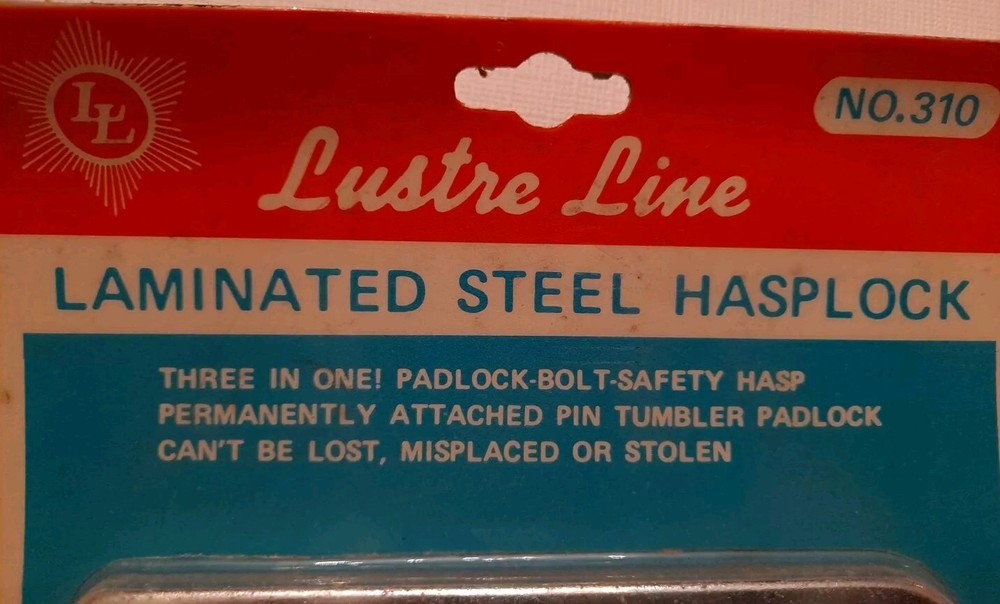 LL
NO.310
Lustre Line
LAMINATED STEEL HASPLOCK
THREE IN ONE! PADLOCK-BOLT-SAFETY HASP
PERMANENTLY ATTACHED PIN TUMBLER PADLOCK
CAN'T BE LOST, MISPLACED OR STOLEN